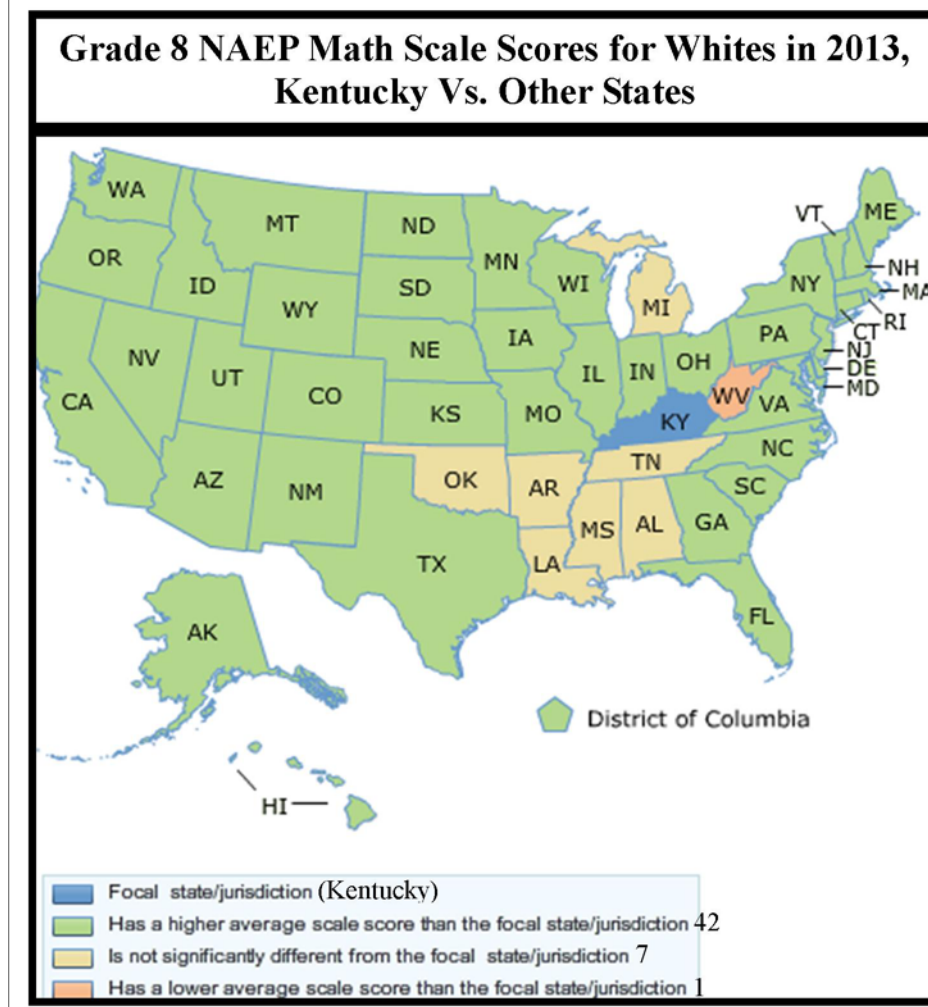 Grade 8 NAEP Math Scale Scores for Whites in 2013,
Kentucky Vs. Other States
WA
MT
ND
MN
VT
ME
OR
ID
SD
WI
NH
NY
MA
WY
MI
RI
CT
IA
PA
NE
NJ
NV
OH
DE
UT
IL
IN
MD
CO
WV
CA
KS
MO
VA
KY
NC
TN
AZ
OK
NM
AR
SC
MS
AL
GA
TX
LA
FL
AK
District of Columbia
HI
Focal state/jurisdiction (Kentucky)
Has a higher average scale score than the focal state/jurisdiction 42
Is not significantly different from the focal state/jurisdiction 7
Has a lower average scale score than the focal state/jurisdiction 1